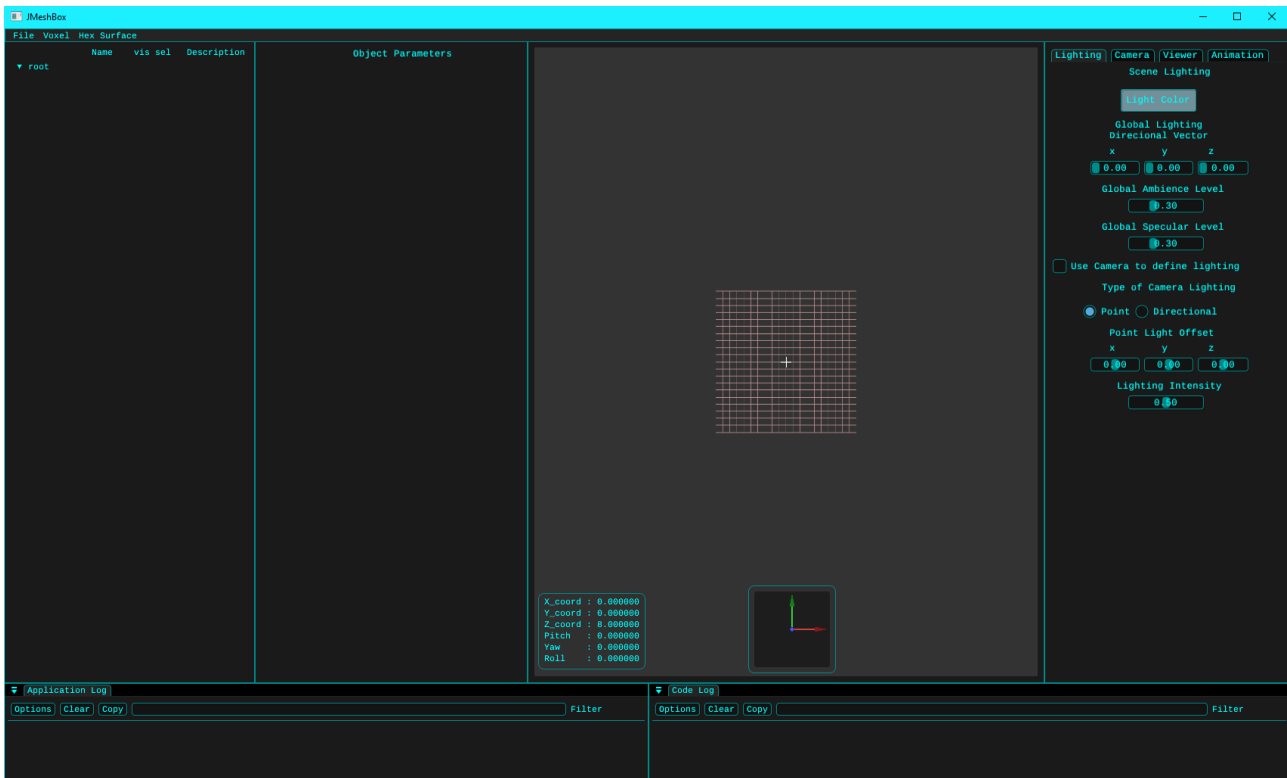 JMeshBox
File Voxel Hex Surface
Name vis sel Description
root
Object Parameters
X_coord : 0.000000
Y_coord : 0.000000
Z_coord : 8.000000
Pitch : 0.000000
Yaw : 0.000000
Roll : 0.000000
Lighting Camera Viewer Animation
Scene Lighting
Light Color
Global Lighting
Direcional Vector
x y z
0.00 0.00 0.00
Global Ambience Level
0.30
Global Specular Level
0.30
Use Camera to define lighting
Type of Camera Lighting
Point Directional
Point Light Offset
x y z
0.00 0.00 0.00
Lighting Intensity
0.50
Application Log
Options Clear Copy Filter
Code Log
Options Clear Copy Filter